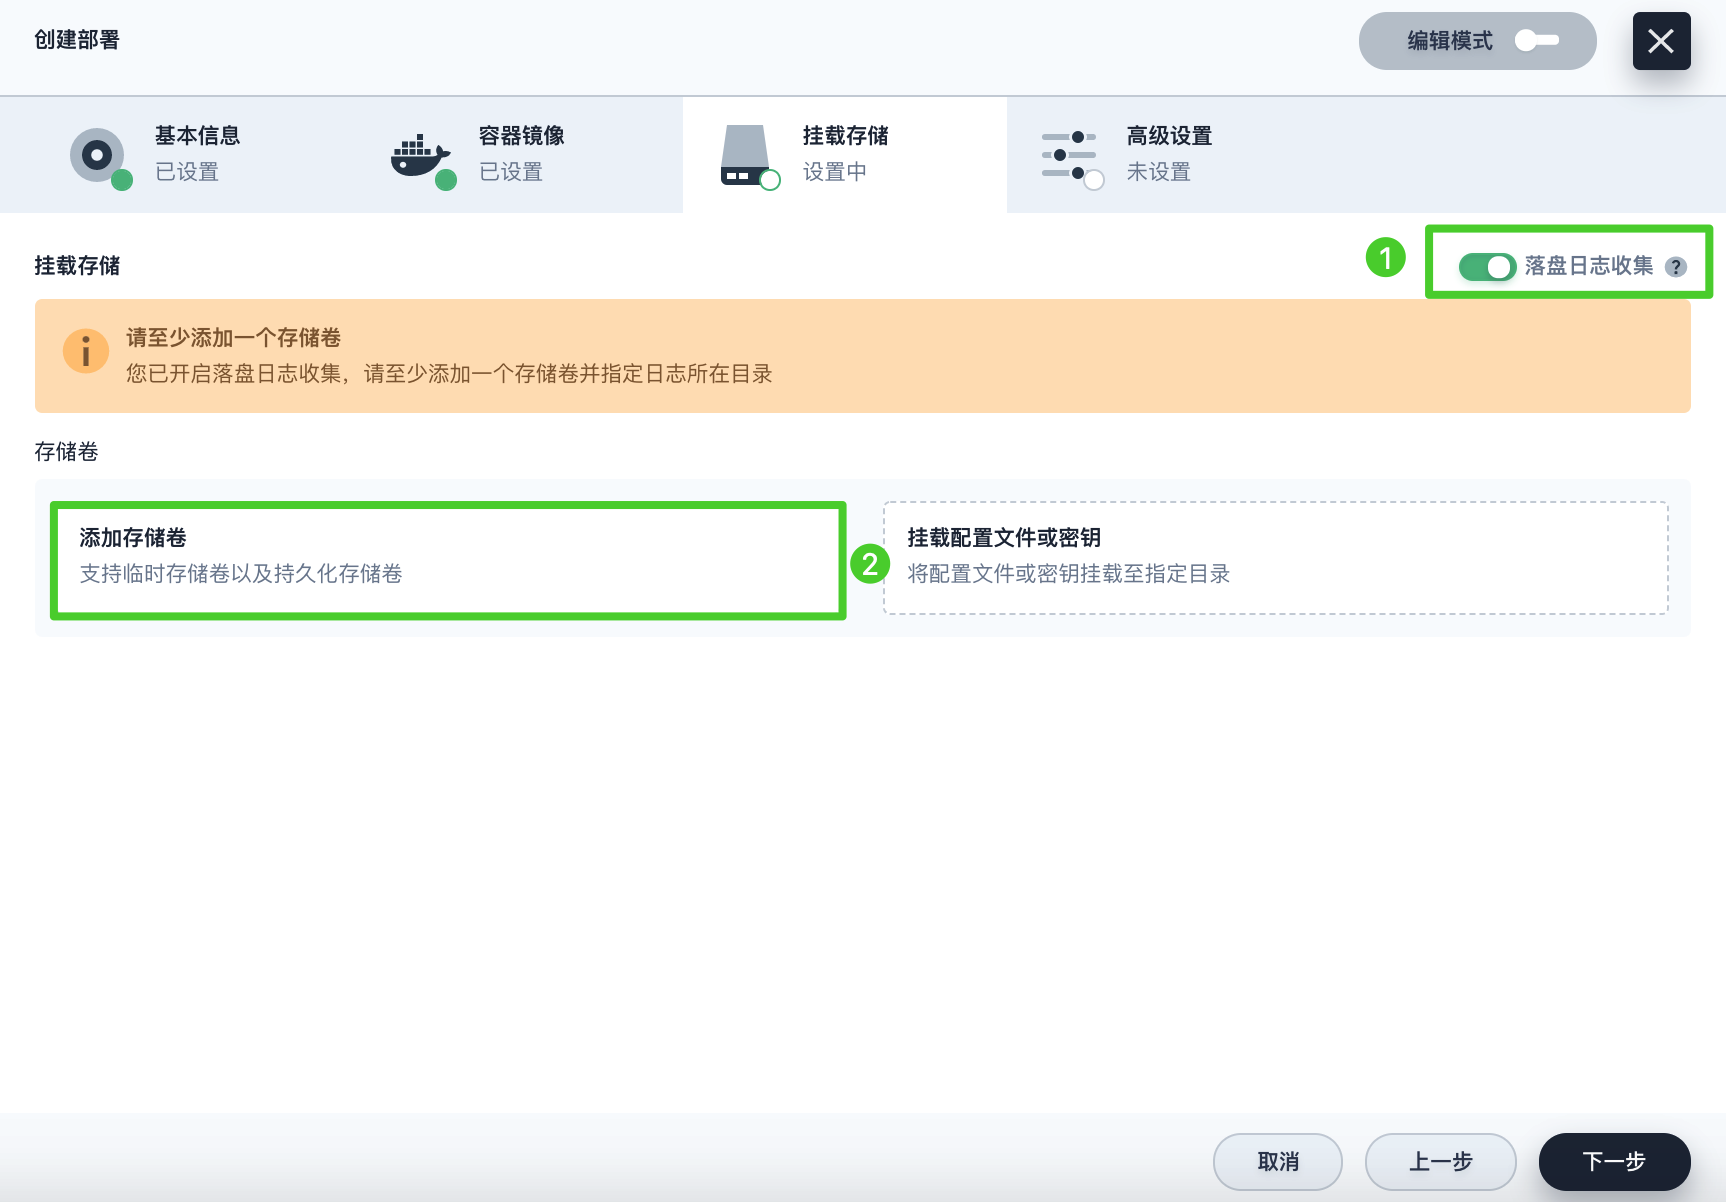 创建部署
编辑模式
基本信息
已设置
容器镜像
已设置
挂载存储
设置中
高级设置
未设置
挂载存储
1
落盘日志收集 ?
请至少添加一个存储卷
您已开启落盘日志收集，请至少添加一个存储卷并指定日志所在目录
存储卷
添加存储卷
支持临时存储卷以及持久化存储卷
2
挂载配置文件或密钥
将配置文件或密钥挂载至指定目录
取消
上一步
下一步